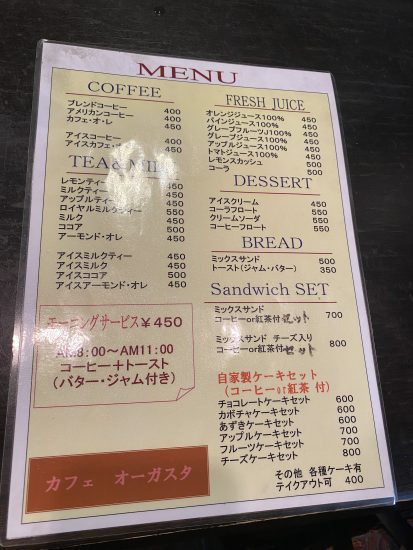 MENU
COFFEE
ブレンドコーヒー 400
アメリカンコーヒー 400
カフェ・オ・レ 450
アイスコーヒー 400
アイスカフェ・オ・レ 450
TEA & MILK
レモンティー 450
ミルクティー 450
アップルティー 450
ロイヤルミルクティー 550
ミルク 450
ココア 500
アーモンド・オレ 450
アイスミルクティー 450
アイスミルク 450
アイスココア 500
アイスアーモンド・オレ 450
モーニングサービス¥450
AM8:00~AM11:00
コーヒー+トースト
(バター・ジャム付き)
カフェ オーガスタ
FRESH JUICE
オレンジジュース100% 450
パインジュース100% 450
グレープフルーツJ100% 450
グレープジュース100% 450
アップルジュース100% 450
トマトジュース100% 450
レモンスカッシュ 500
コーラ 500
DESSERT
アイスクリーム 450
コーラフロート 550
クリームソーダ 550
コーヒーフロート 550
BREAD
ミックスサンド 500
トースト(ジャム・バター) 350
Sandwich SET
ミックスサンド
コーヒーor紅茶付セット 700
ミックスサンド チーズ入り
コーヒーor紅茶付セット 800
自家製ケーキセット
(コーヒーor紅茶 付)
チョコレートケーキセット 600
カボチャケーキセット 600
あずきケーキセット 600
アップルケーキセット 700
フルーツケーキセット 700
チーズケーキセット 800
その他 各種ケーキ有
テイクアウト可 400